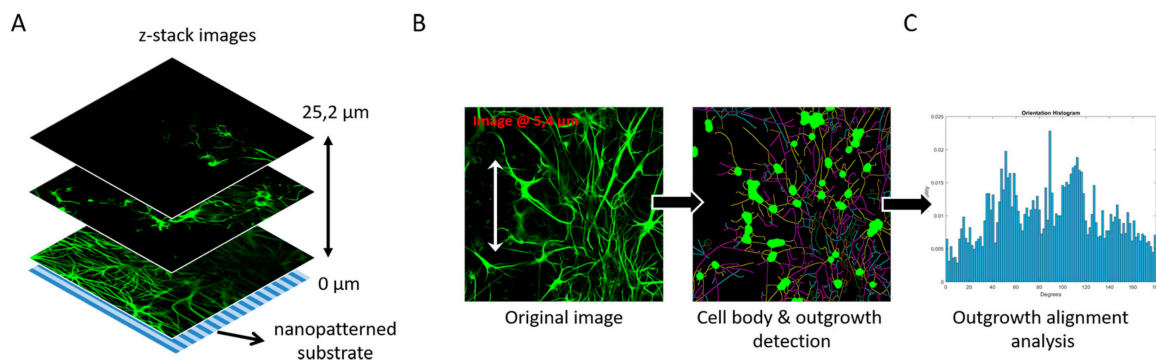 A
z-stack images
25,2 µm
0 µm
nanopatterned
substrate
B
Image @ 5,4 µm
Original image
Cell body & outgrowth
detection
C
Orientation Histogram
0.025
0.02
0.015
0.01
0.005
0
0 20 40 60 80 100 120 140 160 180
Degrees
Outgrowth alignment
analysis